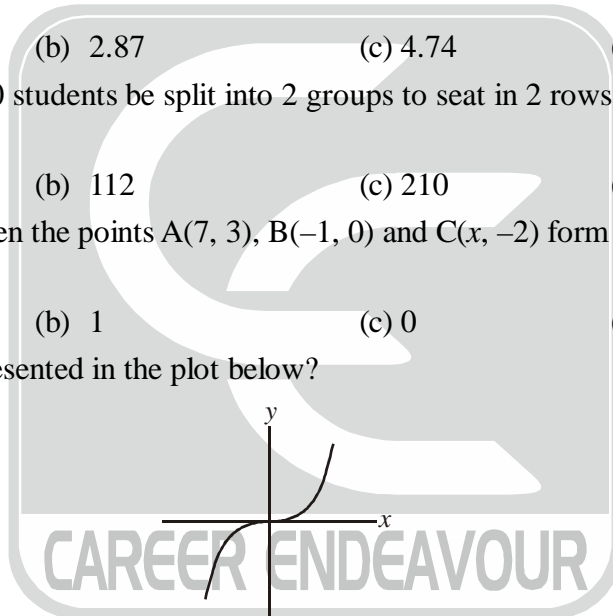 (b) 2.87 (c) 4.74
0 students be split into 2 groups to seat in 2 rows
(b) 112 (c) 210
en the points A(7, 3), B(–1, 0) and C(x, –2) form
(b) 1 (c) 0
esented in the plot below?
y
x
CAREER ENDEAVOUR